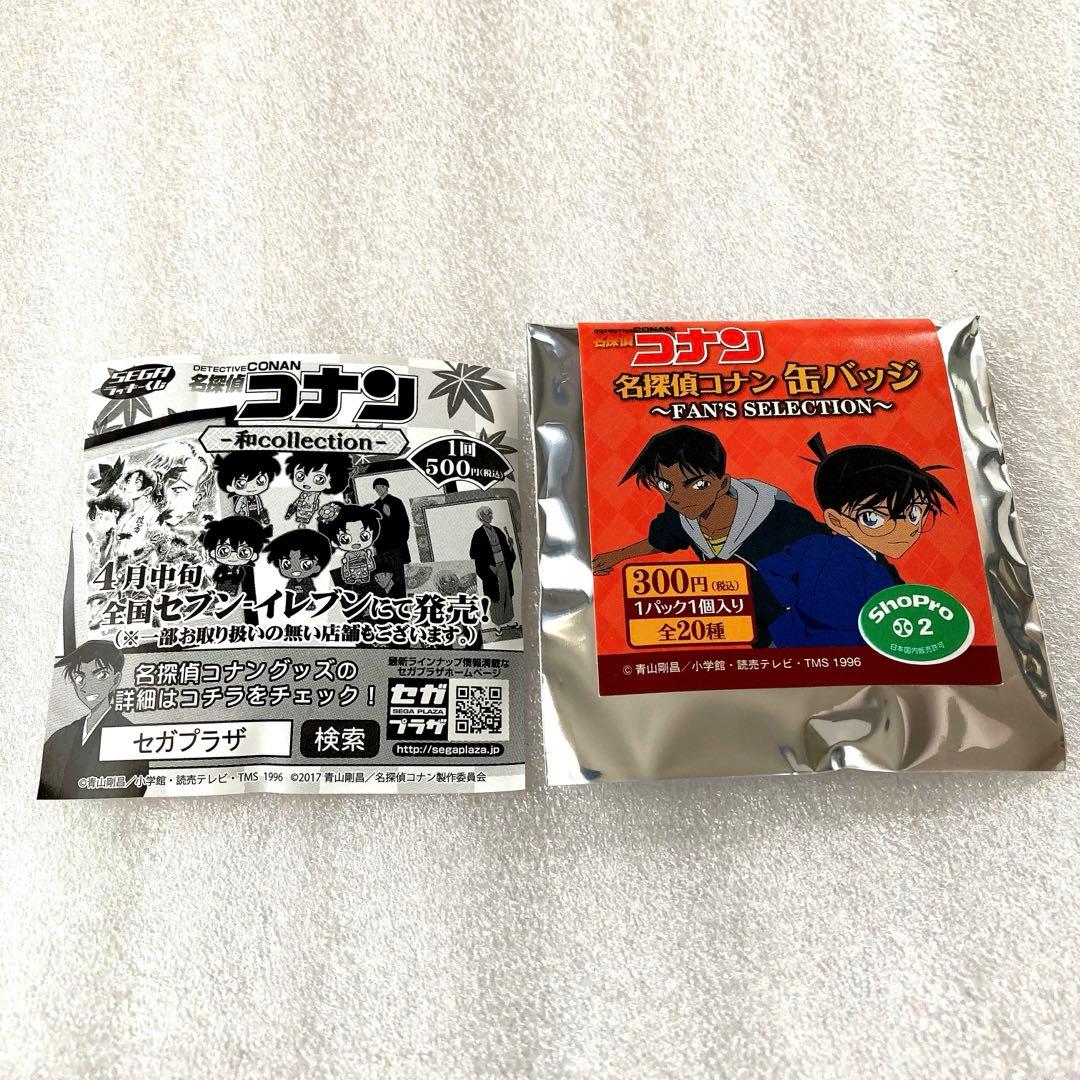 SEGA
ラッキーくじ
DETECTIVE CONAN
名探偵
コナン
-和collection-
1回
500円(税込)
4月中旬
全国セブン-イレブンにて発売!
(※一部お取り扱いの無い店舗もございます。)
名探偵コナングッズの
詳細はコチラをチェック!
セガプラザ
検索
最新ラインナップ情報満載な
セガプラザホームページ
セガ
SEGA PLAZA
プラザ
http://segaplaza.jp
©青山剛昌/小学館・読売テレビ・TMS 1996 ©2017 青山剛昌/名探偵コナン製作委員会
DETECTIVE CONAN
名探偵
コナン
名探偵コナン 缶バッジ
～FAN'S SELECTION～
300円(税込)
1パック1個入り
全20種
ShoPro
2
日本国内販売許可
© 青山剛昌/小学館・読売テレビ・TMS 1996